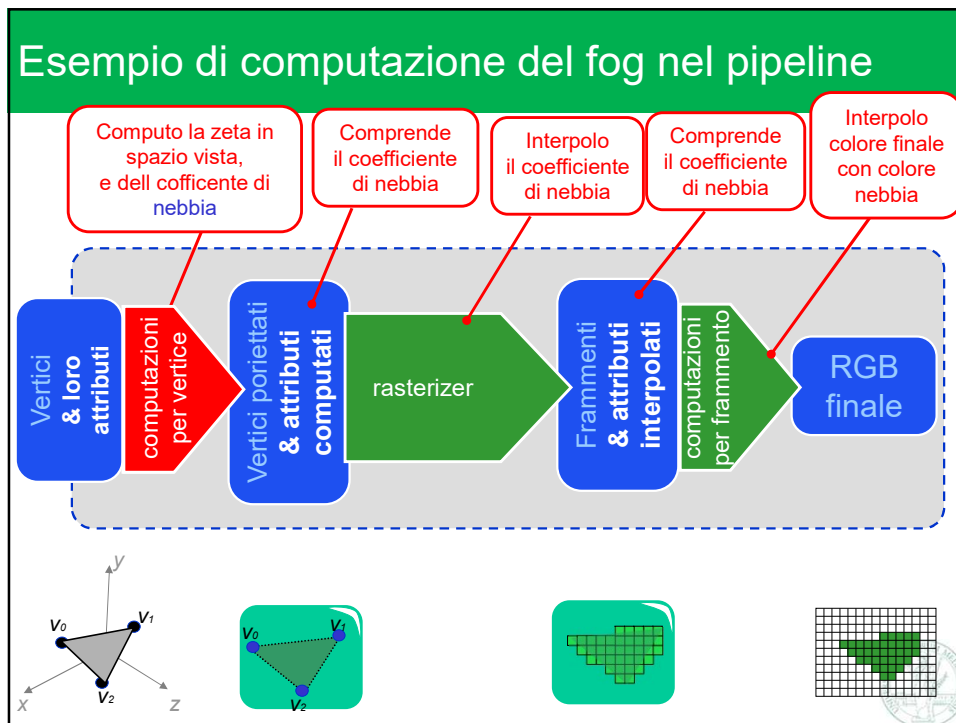 Esempio di computazione del fog nel pipeline
Computo la zeta in
spazio vista,
e dell cofficente di
nebbia
Comprende
il coefficiente
di nebbia
Interpolo
il coefficiente
di nebbia
Comprende
il coefficiente
di nebbia
Interpolo
colore finale
con colore
nebbia
Vertici
& loro
attributi
computazioni
per vertice
Vertici poriettati
& attributi
computati
rasterizer
Frammenti
& attributi
interpolati
computazioni
per frammento
RGB
finale
y
v0
v1
v2
x
z
v0
v1
v2